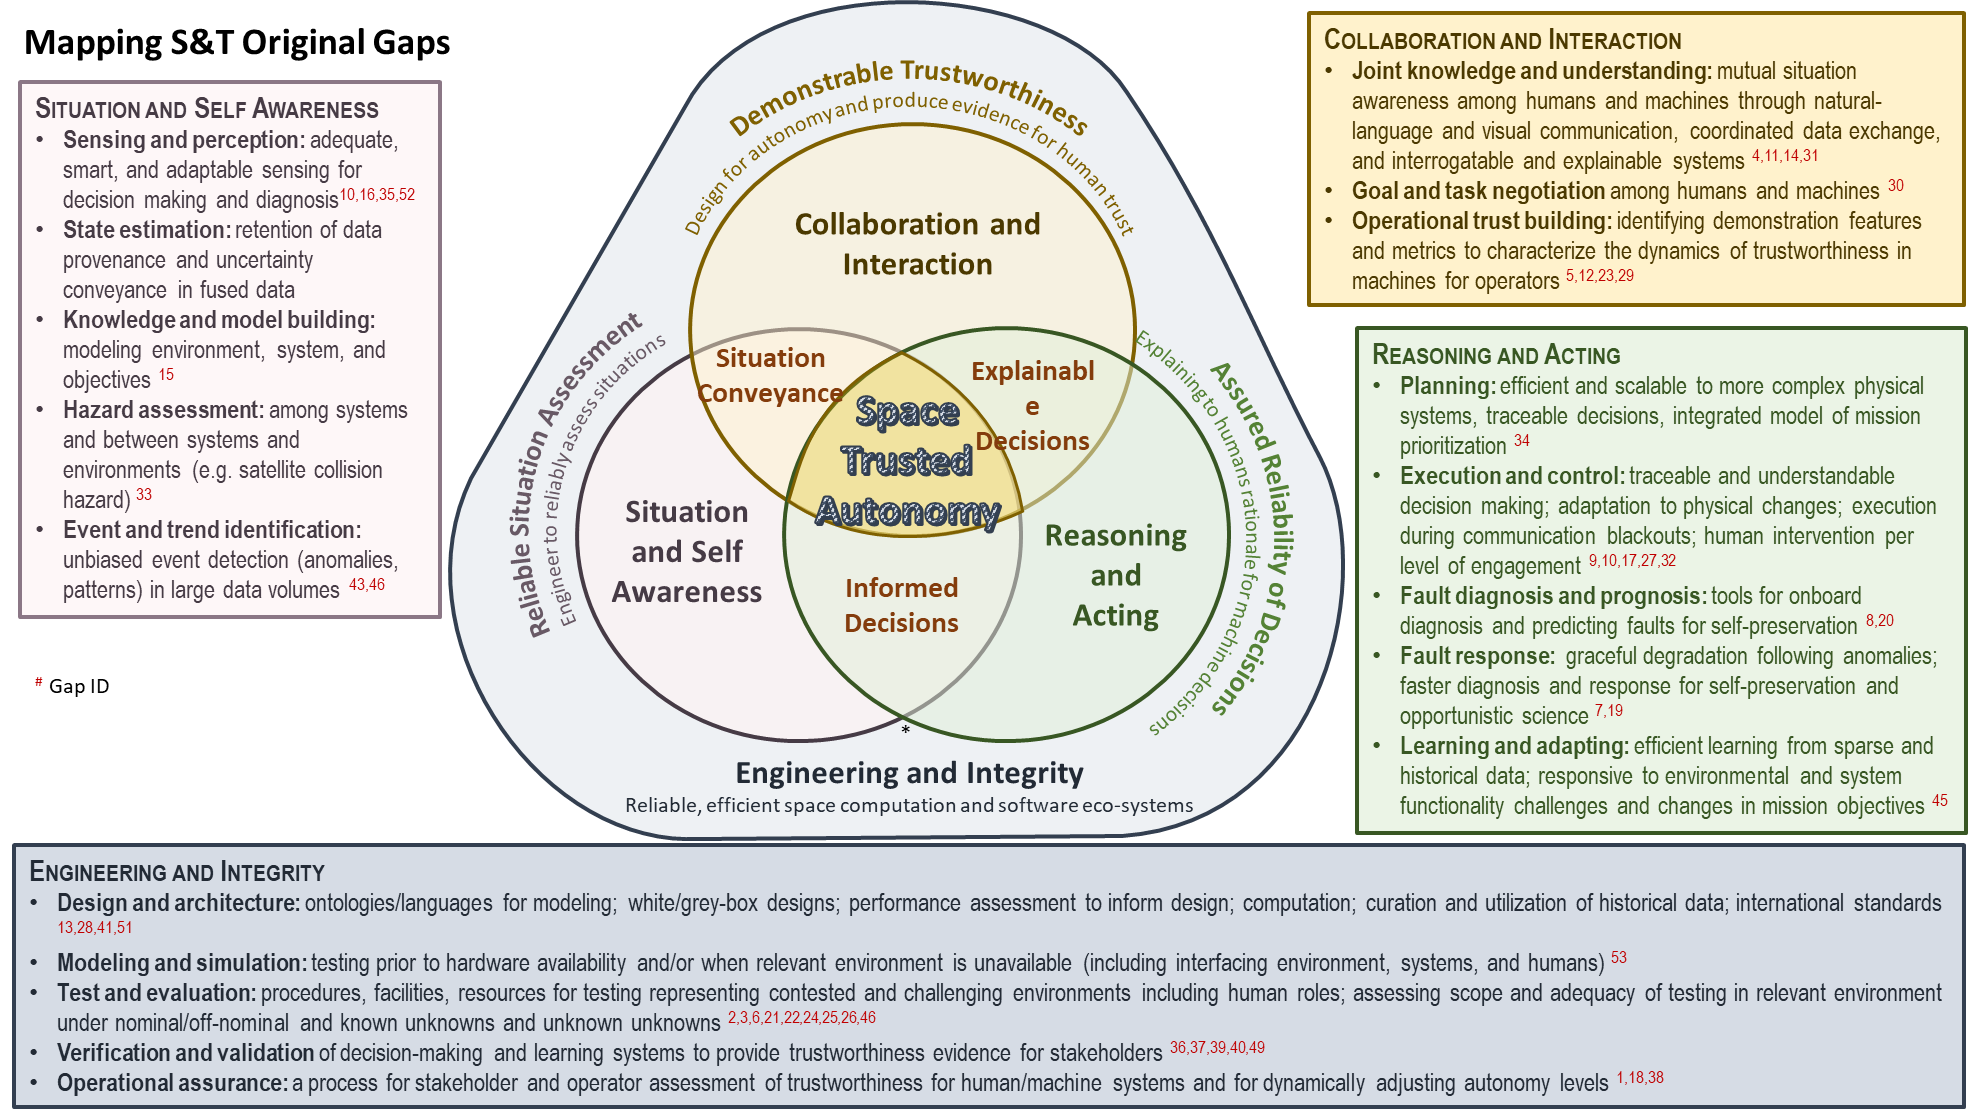 Mapping S&T Original Gaps
SITUATION AND SELF AWARENESS
• Sensing and perception: adequate,
smart, and adaptable sensing for
decision making and diagnosis10,16,35,52
• State estimation: retention of data
provenance and uncertainty
conveyance in fused data
• Knowledge and model building:
modeling environment, system, and
objectives 15
• Hazard assessment: among systems
and between systems and
environments (e.g. satellite collision
hazard) 33
• Event and trend identification:
unbiased event detection (anomalies,
patterns) in large data volumes 43,46
# Gap ID
Demonstrable Trustworthiness
Design for autonomy and produce evidence for human trust
Collaboration and
Interaction
Reliable Situation Assessment
Engineer to reliably assess situations
Situation
Conveyance
Explainabl
e
Decisions
Space
Trusted
Autonomy
Explaining to humans rationale for machine decisions
Assured Reliability of Decisions
Situation
and Self
Awareness
Reasoning
and
Acting
Informed
Decisions
*
Engineering and Integrity
Reliable, efficient space computation and software eco-systems
COLLABORATION AND INTERACTION
• Joint knowledge and understanding: mutual situation
awareness among humans and machines through natural-
language and visual communication, coordinated data exchange,
and interrogatable and explainable systems 4,11,14,31
• Goal and task negotiation among humans and machines 30
• Operational trust building: identifying demonstration features
and metrics to characterize the dynamics of trustworthiness in
machines for operators 5,12,23,29
REASONING AND ACTING
• Planning: efficient and scalable to more complex physical
systems, traceable decisions, integrated model of mission
prioritization 34
• Execution and control: traceable and understandable
decision making; adaptation to physical changes; execution
during communication blackouts; human intervention per
level of engagement 9,10,17,27,32
• Fault diagnosis and prognosis: tools for onboard
diagnosis and predicting faults for self-preservation 8,20
• Fault response: graceful degradation following anomalies;
faster diagnosis and response for self-preservation and
opportunistic science 7,19
• Learning and adapting: efficient learning from sparse and
historical data; responsive to environmental and system
functionality challenges and changes in mission objectives 45
ENGINEERING AND INTEGRITY
• Design and architecture: ontologies/languages for modeling; white/grey-box designs; performance assessment to inform design; computation; curation and utilization of historical data; international standards
13,28,41,51
• Modeling and simulation: testing prior to hardware availability and/or when relevant environment is unavailable (including interfacing environment, systems, and humans) 53
• Test and evaluation: procedures, facilities, resources for testing representing contested and challenging environments including human roles; assessing scope and adequacy of testing in relevant environment
under nominal/off-nominal and known unknowns and unknown unknowns 2,3,6,21,22,24,25,26,46
• Verification and validation of decision-making and learning systems to provide trustworthiness evidence for stakeholders 36,37,39,40,49
• Operational assurance: a process for stakeholder and operator assessment of trustworthiness for human/machine systems and for dynamically adjusting autonomy levels 1,18,38